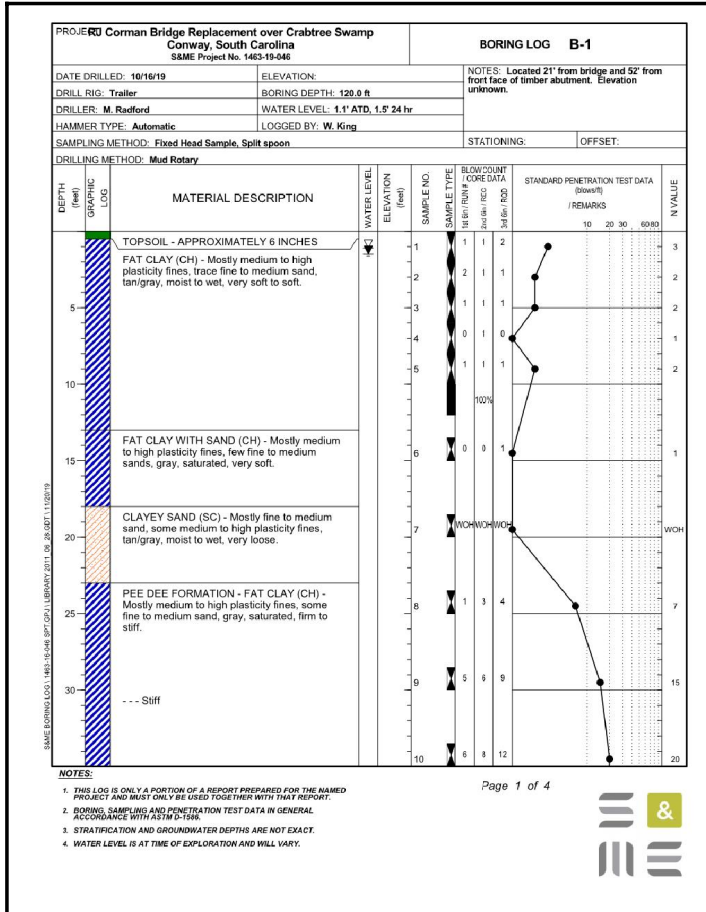 PROJECT: Corman Bridge Replacement over Crabtree Swamp
Conway, South Carolina
S&ME Project No. 1463-19-046
BORING LOG B-1
DATE DRILLED: 10/16/19
ELEVATION:
NOTES: Located 21' from bridge and 52' from
front face of timber abutment. Elevation
unknown.
DRILL RIG: Trailer
BORING DEPTH: 120.0 ft
DRILLER: M. Radford
WATER LEVEL: 1.1' ATD, 1.5' 24 hr
HAMMER TYPE: Automatic
LOGGED BY: W. King
SAMPLING METHOD: Fixed Head Sample, Split spoon
STATIONING:
OFFSET:
DRILLING METHOD: Mud Rotary
DEPTH
(feet)
GRAPHIC
LOG
MATERIAL DESCRIPTION
WATER LEVEL
ELEVATION
(feet)
SAMPLE NO.
SAMPLE TYPE
BLOW COUNT
/ CORE DATA
1st 6in / RUN #
2nd 6in / REC
3rd 6in / RQD
STANDARD PENETRATION TEST DATA
(blows/ft)
/ REMARKS
10 20 30 60 80
N VALUE
TOPSOIL - APPROXIMATELY 6 INCHES
1 1 1 2 3
FAT CLAY (CH) - Mostly medium to high
plasticity fines, trace fine to medium sand,
tan/gray, moist to wet, very soft to soft.
2 2 1 1 2
5
3 1 1 1 2
4 0 1 0 1
5 1 1 1 2
10
100%
FAT CLAY WITH SAND (CH) - Mostly medium
to high plasticity fines, few fine to medium
sands, gray, saturated, very soft.
6 0 0 1 1
15
CLAYEY SAND (SC) - Mostly fine to medium
sand, some medium to high plasticity fines,
tan/gray, moist to wet, very loose.
7 WOH WOH WOH WOH
20
PEE DEE FORMATION - FAT CLAY (CH) -
Mostly medium to high plasticity fines, some
fine to medium sand, gray, saturated, firm to
stiff.
8 1 3 4 7
25
9 5 6 9 15
30
--- Stiff
10 6 8 12 20
S&ME BORING LOG \ 1463-16-046 SPT.GPJ \ LIBRARY 2011_06_28.GDT \ 11/20/19
NOTES:
1. THIS LOG IS ONLY A PORTION OF A REPORT PREPARED FOR THE NAMED
PROJECT AND MUST ONLY BE USED TOGETHER WITH THAT REPORT.
2. BORING, SAMPLING AND PENETRATION TEST DATA IN GENERAL
ACCORDANCE WITH ASTM D-1586.
3. STRATIFICATION AND GROUNDWATER DEPTHS ARE NOT EXACT.
4. WATER LEVEL IS AT TIME OF EXPLORATION AND WILL VARY.
Page 1 of 4
&